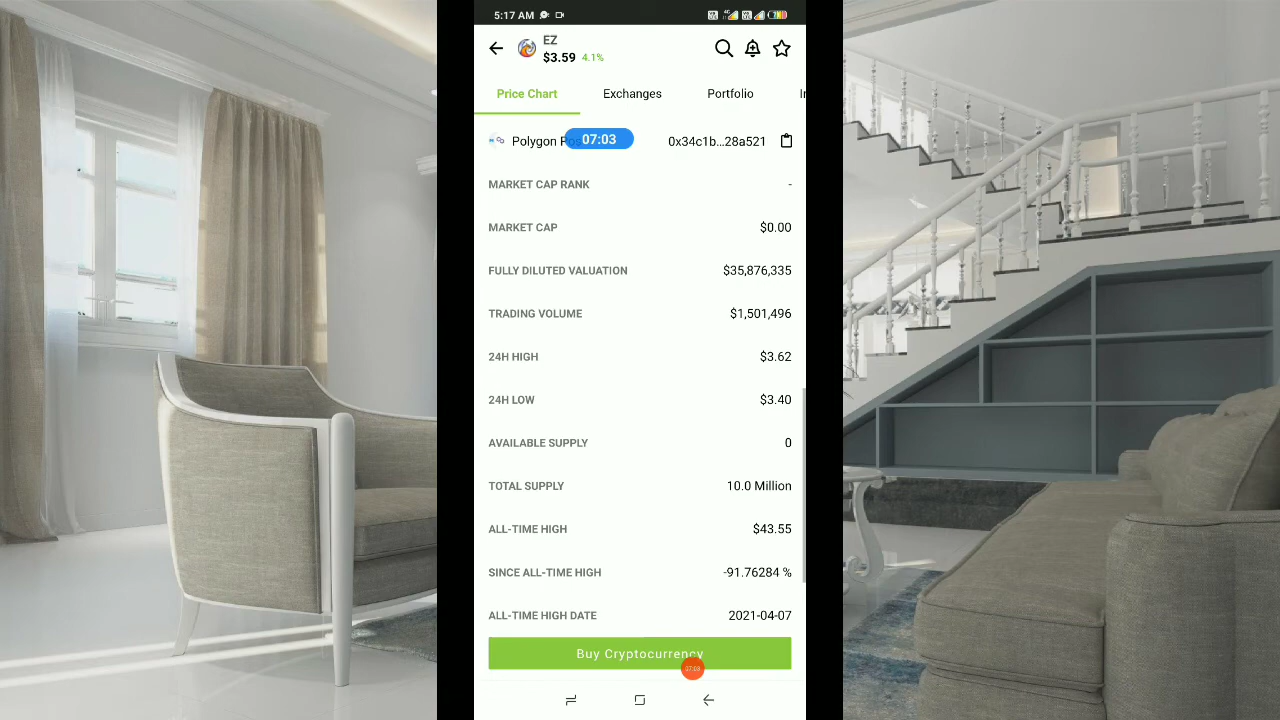 5:17 AM
EZ
$3.59 4.1%
Price Chart Exchanges Portfolio
Polygon 07:03 0x34c1b...28a521
MARKET CAP RANK -
MARKET CAP $0.00
FULLY DILUTED VALUATION $35,876,335
TRADING VOLUME $1,501,496
24H HIGH $3.62
24H LOW $3.40
AVAILABLE SUPPLY 0
TOTAL SUPPLY 10.0 Million
ALL-TIME HIGH $43.55
SINCE ALL-TIME HIGH -91.76284 %
ALL-TIME HIGH DATE 2021-04-07
Buy Cryptocurrency
07:03